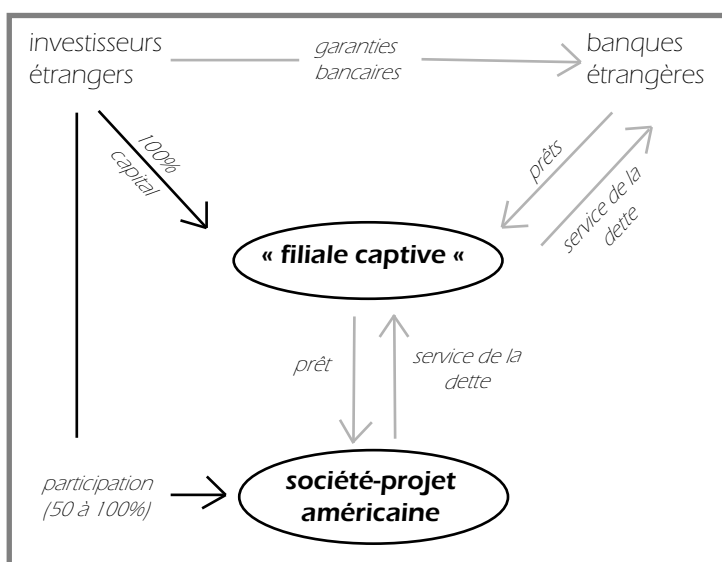 investisseurs
étrangers
garanties
bancaires
banques
étrangères
100%
capital
prêts
service de la
dette
« filiale captive «
prêt
service de la
dette
participation
(50 à 100%)
société-projet
américaine